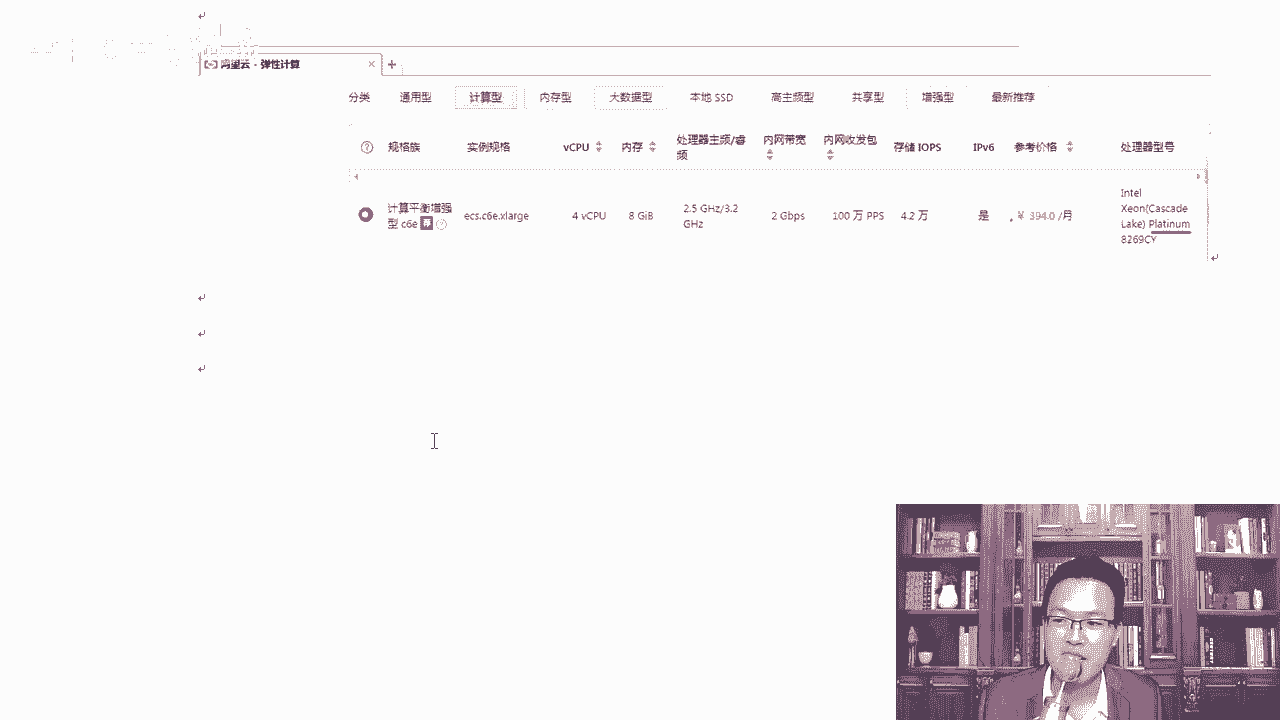 阿里云 - 弹性计算 × +
分类 通用型 计算型 内存型 大数据型 本地 SSD 高主频型 共享型 增强型 最新推荐
规格族 实例规格 vCPU 内存 处理器主频/睿频 内网带宽 内网收发包 存储 IOPS IPv6 参考价格 处理器型号
计算平衡增强型 c6e 荐 ecs.c6e.xlarge 4 vCPU 8 GiB 2.5 GHz/3.2 GHz 2 Gbps 100 万 PPS 4.2 万 是 ¥ 394.0 /月 Intel Xeon(Cascade Lake) Platinum 8269CY